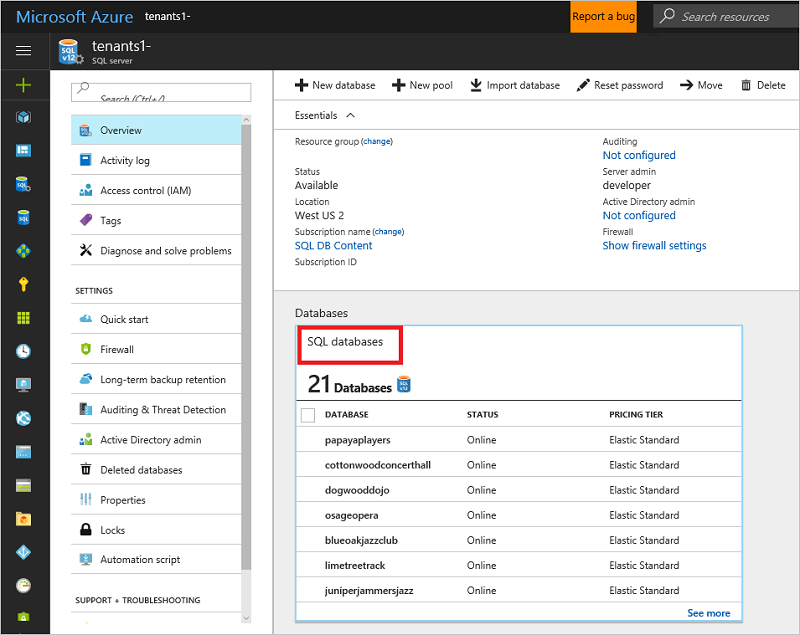 Microsoft Azure tenants1-
Report a bug
Search resources
tenants1-
SQL server
Search (Ctrl+/)
Overview
Activity log
Access control (IAM)
Tags
Diagnose and solve problems
SETTINGS
Quick start
Firewall
Long-term backup retention
Auditing & Threat Detection
Active Directory admin
Deleted databases
Properties
Locks
Automation script
SUPPORT + TROUBLESHOOTING
New database New pool Import database Reset password Move Delete
Essentials
Resource group (change)
Status
Available
Location
West US 2
Subscription name (change)
SQL DB Content
Subscription ID
Auditing
Not configured
Server admin
developer
Active Directory admin
Not configured
Firewall
Show firewall settings
Databases
SQL databases
21 Databases
DATABASE STATUS PRICING TIER
papayaplayers Online Elastic Standard
cottonwoodconcerthall Online Elastic Standard
dogwooddojo Online Elastic Standard
osageopera Online Elastic Standard
blueoakjazzclub Online Elastic Standard
limetreetrack Online Elastic Standard
juniperjammersjazz Online Elastic Standard
See more